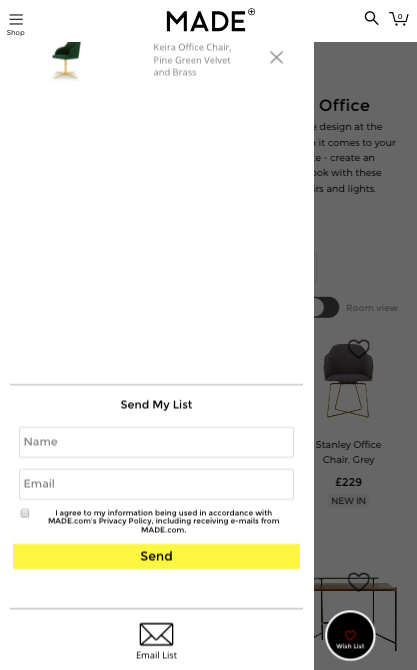 Shop
MADE
0
Keira Office Chair,
Pine Green Velvet
and Brass
Office
design at the
it comes to your
create an
ook with these
rs and lights.
Room view
Stanley Office
Chair, Grey
£229
NEW IN
Send My List
Name
Email
I agree to my information being used in accordance with
MADE.com's Privacy Policy, including receiving e-mails from
MADE.com.
Send
Email List
Wish List